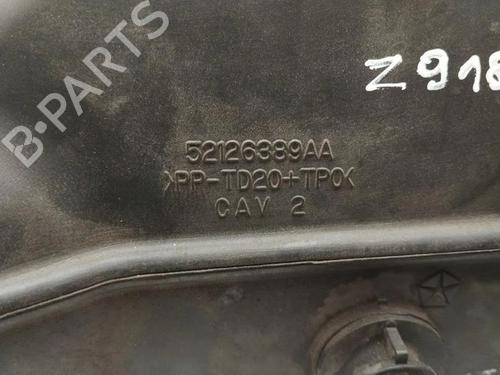 Z918
52126389AA
>PP-TD20+TPO<
CAV 2
B-PARTS